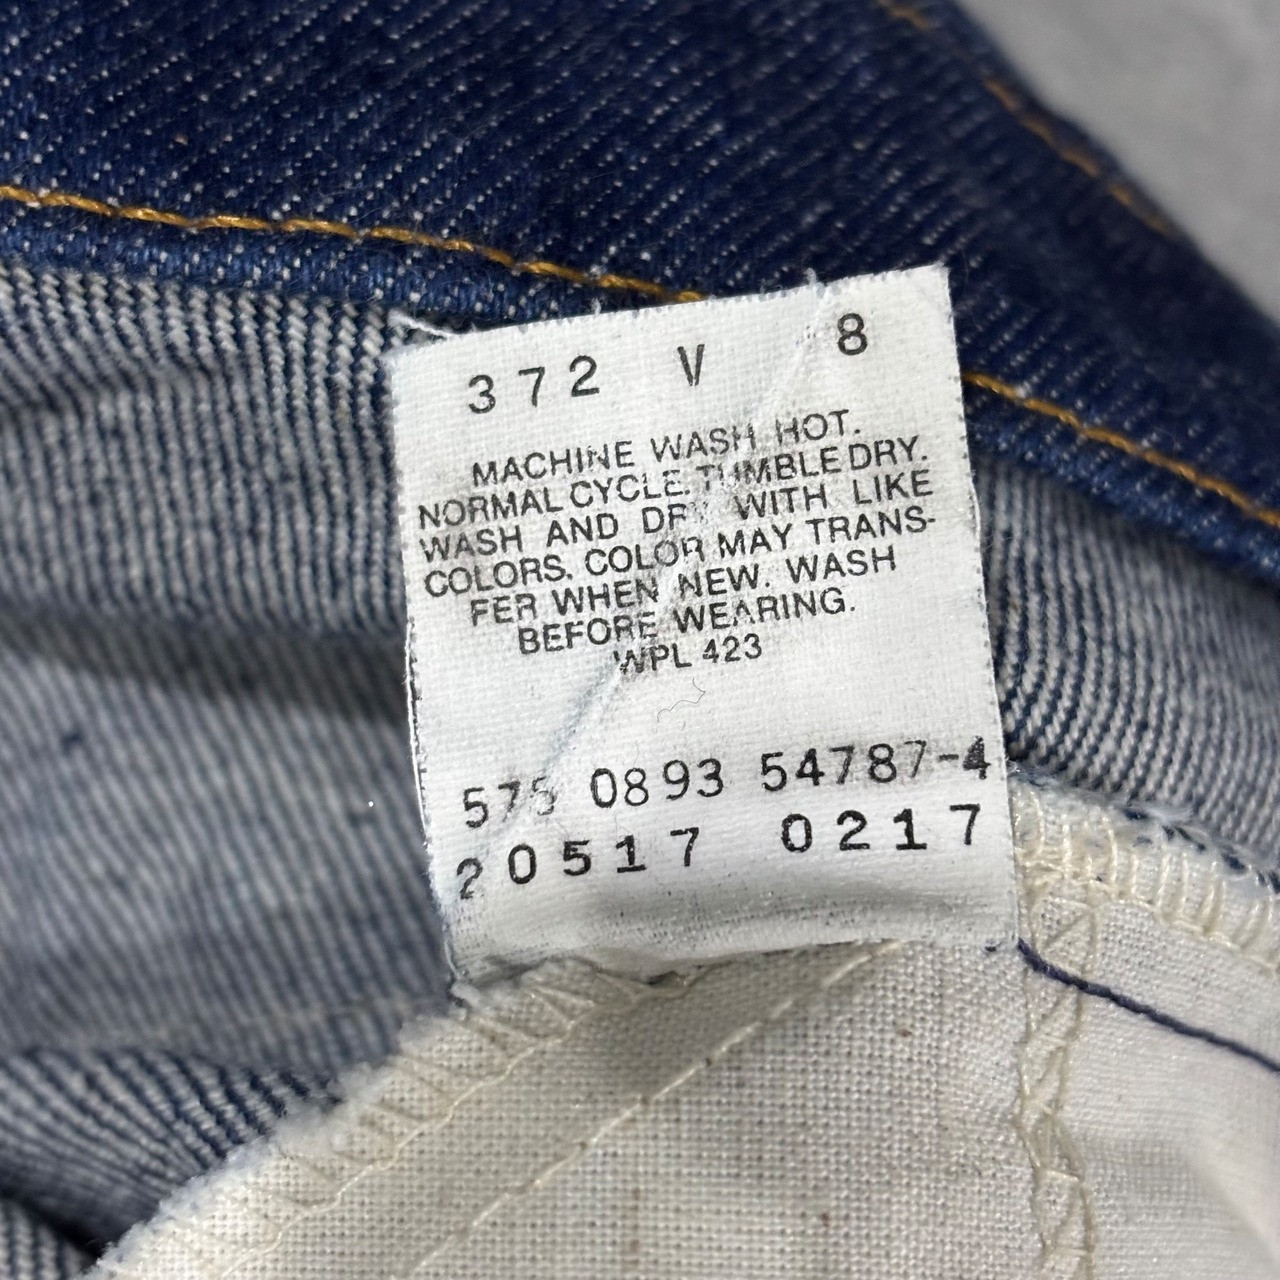 372 V 8
MACHINE WASH HOT.
NORMAL CYCLE. TUMBLE DRY.
WASH AND DRY WITH LIKE
COLORS. COLOR MAY TRANS-
FER WHEN NEW. WASH
BEFORE WEARING.
WPL 423
575 0893 54787-4
20517 0217